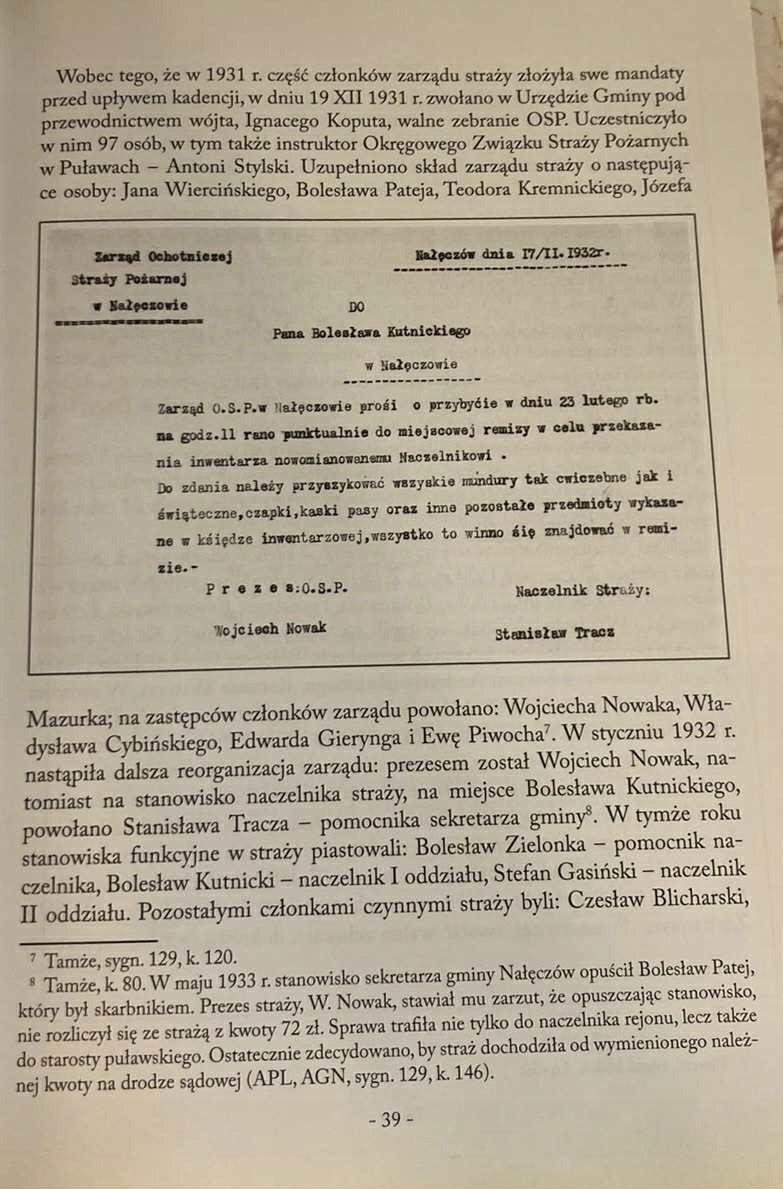 Wobec tego, że w 1931 r. część członków zarządu straży złożyła swe mandaty
przed upływem kadencji, w dniu 19 XII 1931 r. zwołano w Urzędzie Gminy pod
przewodnictwem wójta, Ignacego Koputa, walne zebranie OSP. Uczestniczyło
w nim 97 osób, w tym także instruktor Okręgowego Związku Straży Pożarnych
w Puławach – Antoni Stylski. Uzupełniono skład zarządu straży o następują-
ce osoby: Jana Wiercińskiego, Bolesława Pateja, Teodora Kremnickiego, Józefa
Zarząd Ochotniczej
Straży Pożarnej
w Nałęczowie
Nałęczów dnia 17/II. 1932r.
DO
Pana Bolesława Kutnickiego
w Nałęczowie
Zarząd O.S.P.w Nałęczowie prośi o przybyćie w dniu 23 lutego rb.
na godz.11 rano punktualnie do miejscowej remizy w celu przekaza-
nia inwentarza nowomianowanemu Naczelnikowi .
Do zdania należy przyszykować wszyskie mundury tak cwiczebne jak i
świąteczne,czapki,kaski pasy oraz inne pozostałe przedmioty wykaza-
ne w kśiędze inwentarzowej,wszystko to winno śię znajdować w remi-
zie.-
P r e z e s:O.S.P.
Naczelnik Straży:
Wojciech Nowak
Stanisław Tracz
Mazurka; na zastępców członków zarządu powołano: Wojciecha Nowaka, Wła-
dysława Cybińskiego, Edwarda Gierynga i Ewę Piwocha⁷. W styczniu 1932 r.
nastąpiła dalsza reorganizacja zarządu: prezesem został Wojciech Nowak, na-
tomiast na stanowisko naczelnika straży, na miejsce Bolesława Kutnickiego,
powołano Stanisława Tracza – pomocnika sekretarza gminy⁸. W tymże roku
stanowiska funkcyjne w straży piastowali: Bolesław Zielonka – pomocnik na-
czelnika, Bolesław Kutnicki – naczelnik I oddziału, Stefan Gasiński – naczelnik
II oddziału. Pozostałymi członkami czynnymi straży byli: Czesław Blicharski,
⁷ Tamże, sygn. 129, k. 120.
⁸ Tamże, k. 80. W maju 1933 r. stanowisko sekretarza gminy Nałęczów opuścił Bolesław Patej,
który był skarbnikiem. Prezes straży, W. Nowak, stawiał mu zarzut, że opuszczając stanowisko,
nie rozliczył się ze strażą z kwoty 72 zł. Sprawa trafiła nie tylko do naczelnika rejonu, lecz także
do starosty puławskiego. Ostatecznie zdecydowano, by straż dochodziła od wymienionego należ-
nej kwoty na drodze sądowej (APL, AGN, sygn. 129, k. 146).
- 39 -